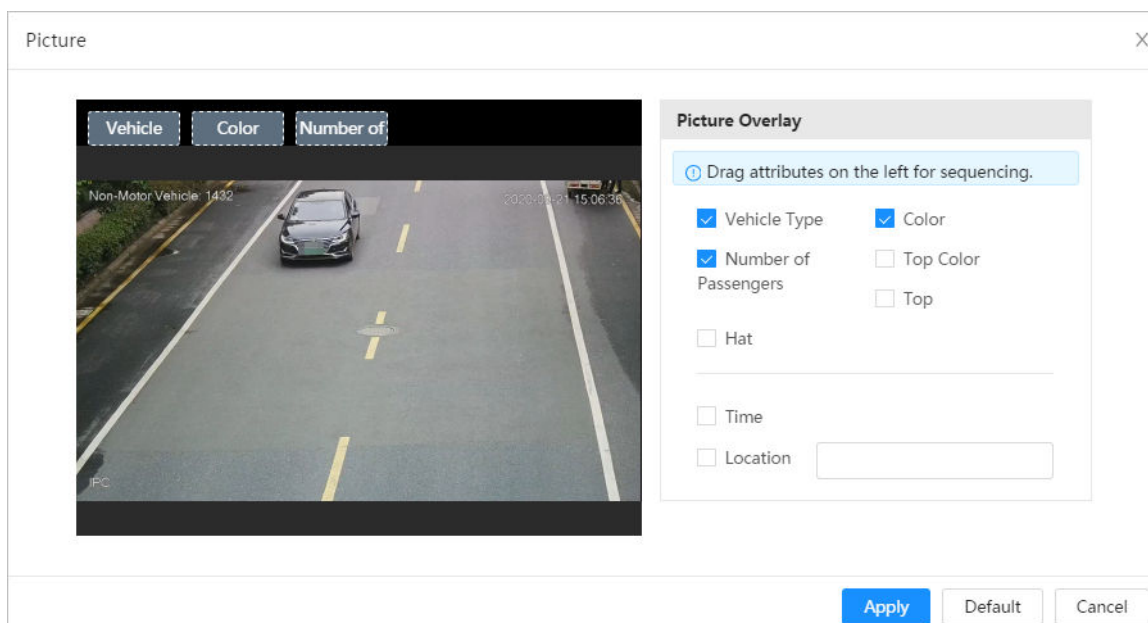 Picture
X
Vehicle Color Number of
Non-Motor Vehicle: 1432
15:06:36
IPC
Picture Overlay
Drag attributes on the left for sequencing.
Vehicle Type Color
Number of Passengers Top Color
Top
Hat
Time
Location
Apply Default Cancel